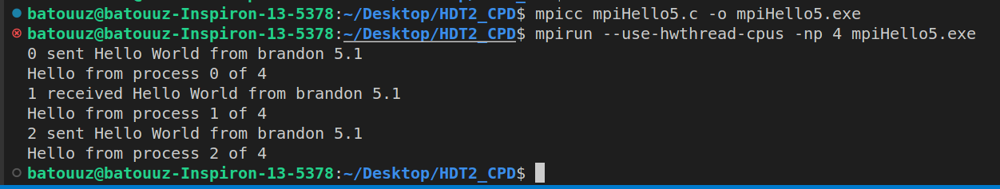 batouuz@batouuz-Inspiron-13-5378:~/Desktop/HDT2_CPD$ mpicc mpiHello5.c -o mpiHello5.exe
batouuz@batouuz-Inspiron-13-5378:~/Desktop/HDT2_CPD$ mpirun --use-hwthread-cpus -np 4 mpiHello5.exe
0 sent Hello World from brandon 5.1
Hello from process 0 of 4
1 received Hello World from brandon 5.1
Hello from process 1 of 4
2 sent Hello World from brandon 5.1
Hello from process 2 of 4
batouuz@batouuz-Inspiron-13-5378:~/Desktop/HDT2_CPD$